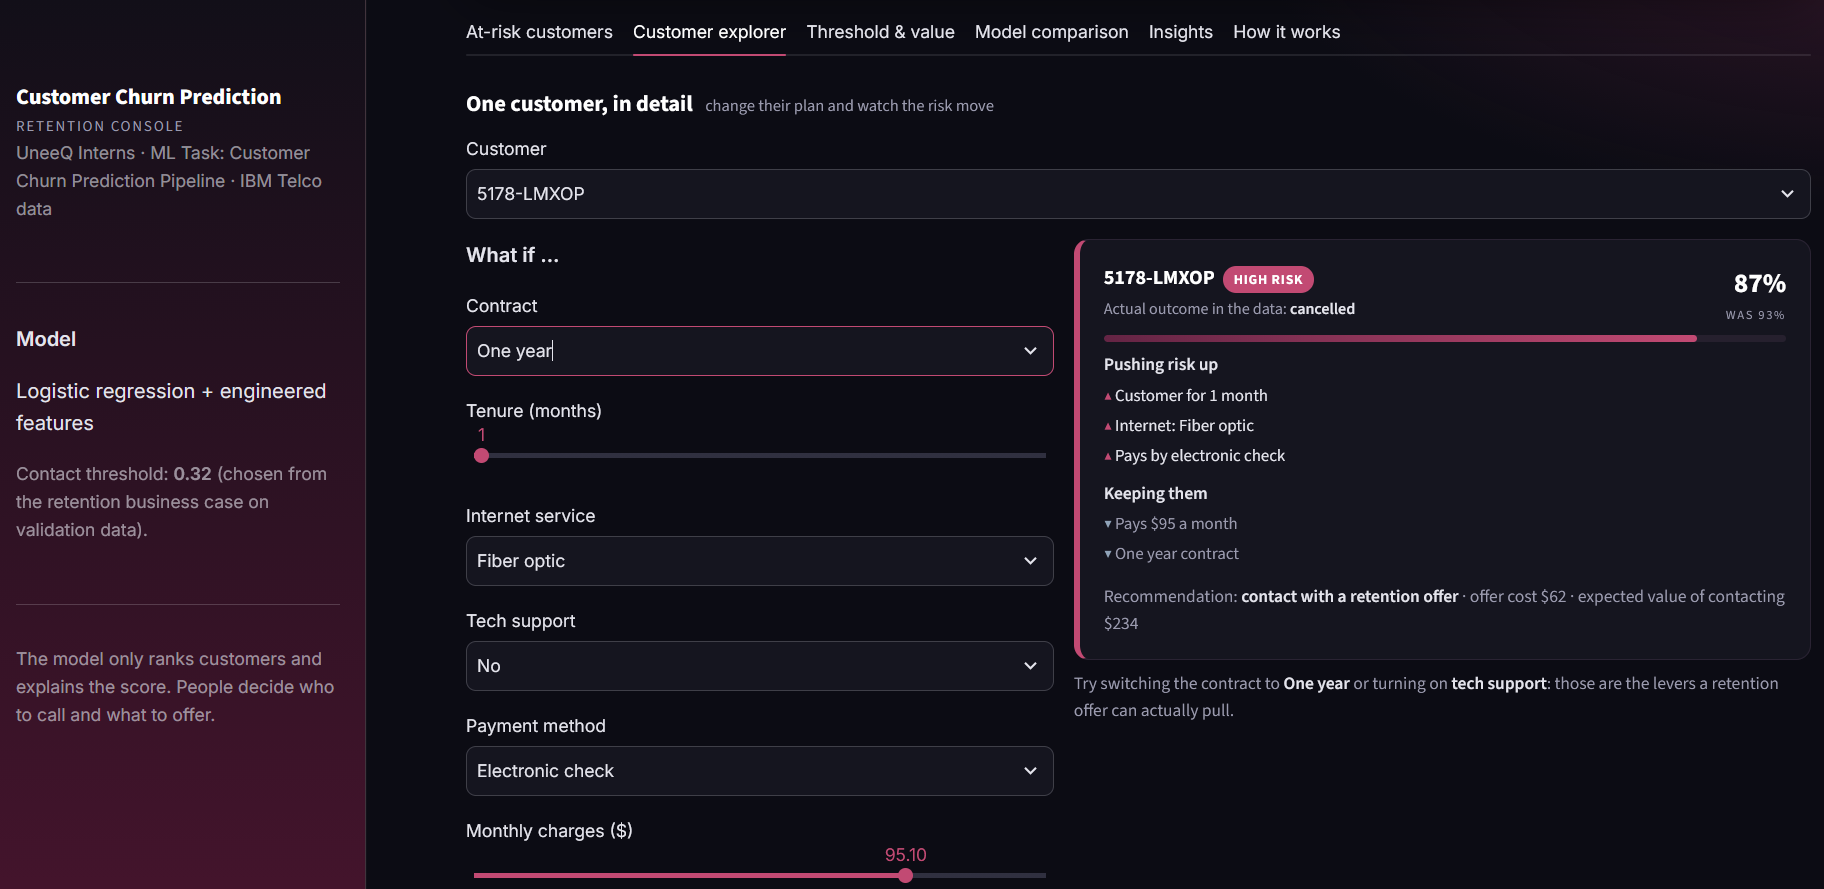 Customer Churn Prediction
RETENTION CONSOLE
UneeQ Interns · ML Task: Customer
Churn Prediction Pipeline · IBM Telco
data
Model
Logistic regression + engineered
features
Contact threshold: 0.32 (chosen from
the retention business case on
validation data).
The model only ranks customers and
explains the score. People decide who
to call and what to offer.
At-risk customers
Customer explorer
Threshold & value
Model comparison
Insights
How it works
One customer, in detail change their plan and watch the risk move
Customer
5178-LMXOP
What if ...
Contract
One year
Tenure (months)
1
Internet service
Fiber optic
Tech support
No
Payment method
Electronic check
Monthly charges ($)
95.10
5178-LMXOP HIGH RISK
87%
Actual outcome in the data: cancelled
WAS 93%
Pushing risk up
▲ Customer for 1 month
▲ Internet: Fiber optic
▲ Pays by electronic check
Keeping them
▼ Pays $95 a month
▼ One year contract
Recommendation: contact with a retention offer · offer cost $62 · expected value of contacting
$234
Try switching the contract to One year or turning on tech support: those are the levers a retention
offer can actually pull.